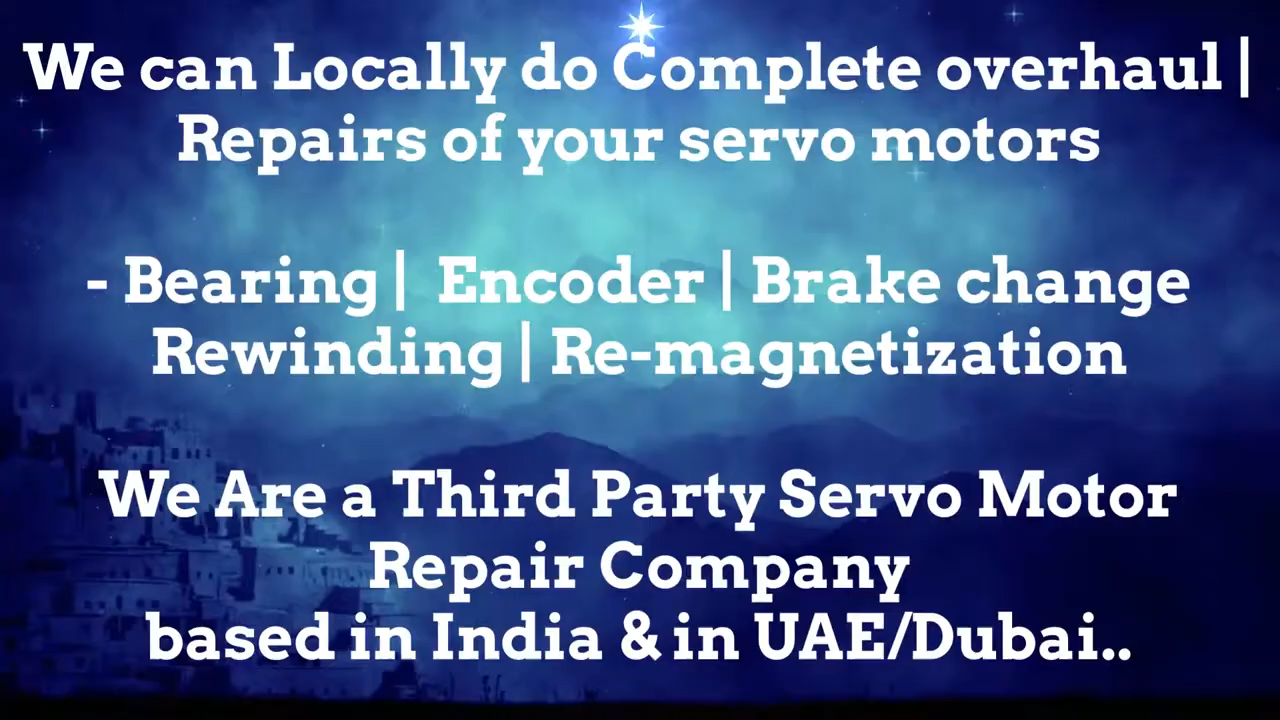 We can Locally do Complete overhaul |
Repairs of your servo motors
- Bearing | Encoder | Brake change
Rewinding | Re-magnetization
We Are a Third Party Servo Motor
Repair Company
based in India & in UAE/Dubai..